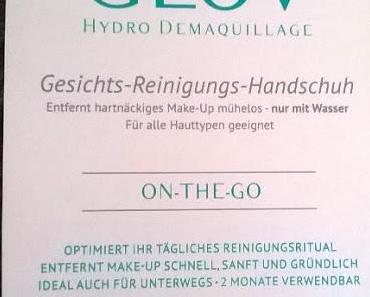 GLOV
HYDRO DEMAQUILLAGE
Gesichts-Reinigungs-Handschuh
Entfernt hartnäckiges Make-Up mühelos - nur mit Wasser
Für alle Hauttypen geeignet
ON-THE-GO
OPTIMIERT IHR TÄGLICHES REINIGUNGSRITUAL
ENTFERNT MAKE-UP SCHNELL, SANFT UND GRÜNDLICH
IDEAL AUCH FÜR UNTERWEGS · 2 MONATE VERWENDBAR